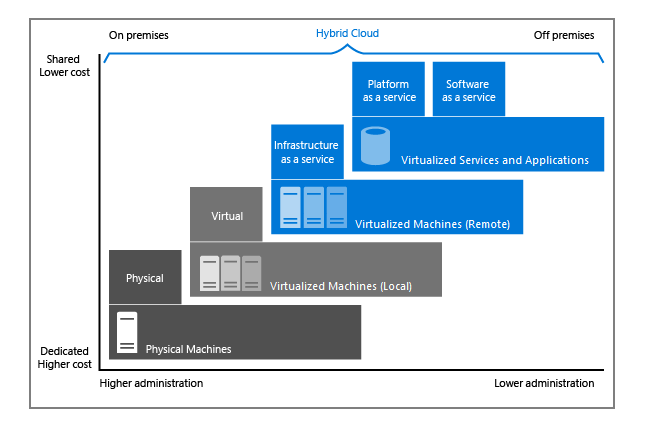 On premises
Hybrid Cloud
Off premises
Shared
Lower cost
Platform
as a service
Software
as a service
Virtualized Services and Applications
Infrastructure
as a service
Virtualized Machines (Remote)
Virtual
Virtualized Machines (Local)
Physical
Physical Machines
Dedicated
Higher cost
Higher administration
Lower administration